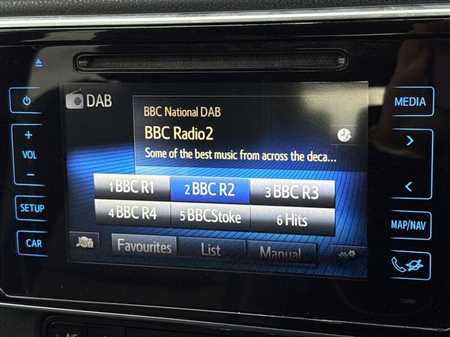 DAB
BBC National DAB
BBC Radio2
Some of the best music from across the deca...
1 BBC R1
2 BBC R2
3 BBC R3
4 BBC R4
5 BBCStoke
6 Hits
Favourites
List
Manual
+
VOL
-
SETUP
CAR
MEDIA
>
<
MAP/NAV